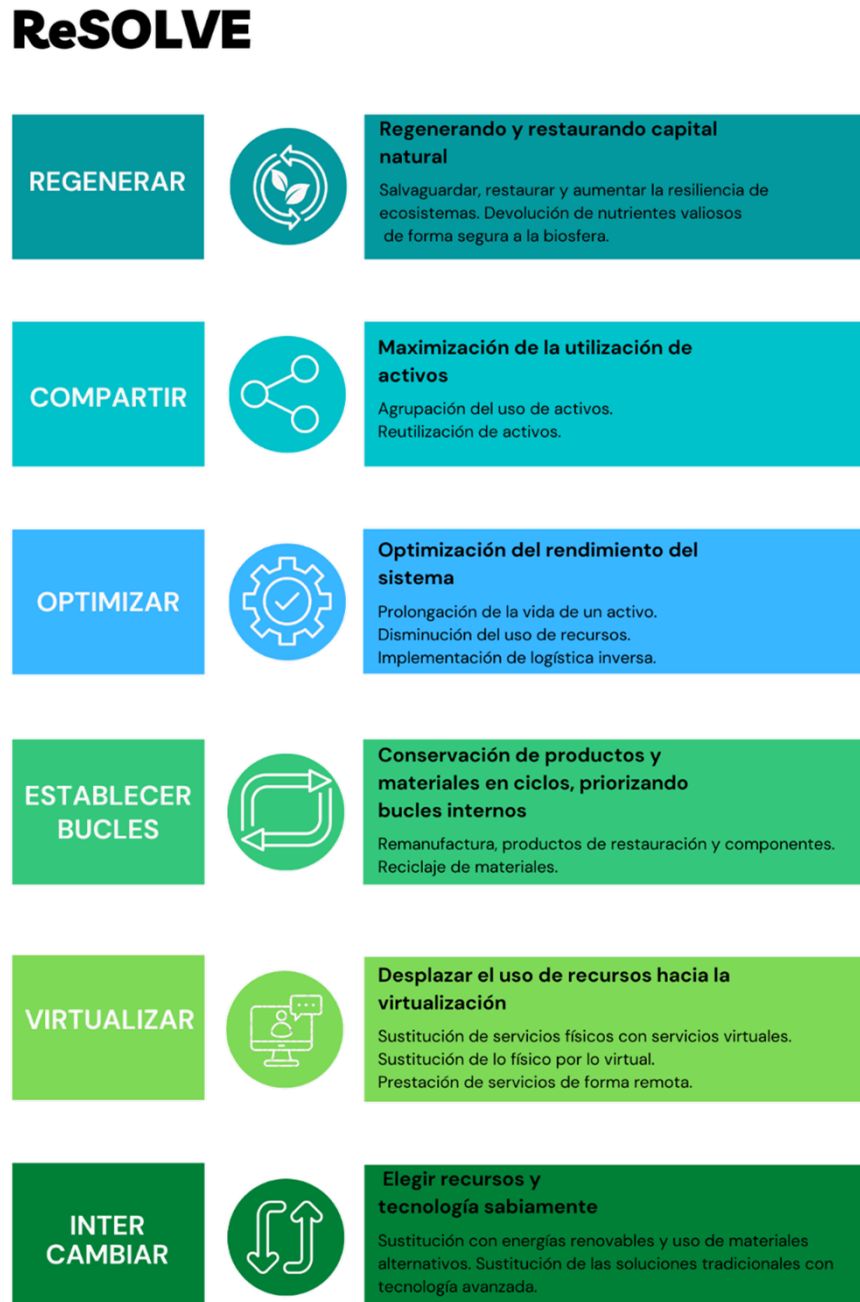 ReSOLVE
REGENERAR
Regenerando y restaurando capital
natural
Salvaguardar, restaurar y aumentar la resiliencia de
ecosistemas. Devolución de nutrientes valiosos
de forma segura a la biosfera.
COMPARTIR
Maximización de la utilización de
activos
Agrupación del uso de activos.
Reutilización de activos.
OPTIMIZAR
Optimización del rendimiento del
sistema
Prolongación de la vida de un activo.
Disminución del uso de recursos.
Implementación de logística inversa.
ESTABLECER
BUCLES
Conservación de productos y
materiales en ciclos, priorizando
bucles internos
Remanufactura, productos de restauración y componentes.
Reciclaje de materiales.
VIRTUALIZAR
Desplazar el uso de recursos hacia la
virtualización
Sustitución de servicios físicos con servicios virtuales.
Sustitución de lo físico por lo virtual.
Prestación de servicios de forma remota.
INTER
CAMBIAR
Elegir recursos y
tecnología sabiamente
Sustitución con energías renovables y uso de materiales
alternativos. Sustitución de las soluciones tradicionales con
tecnología avanzada.